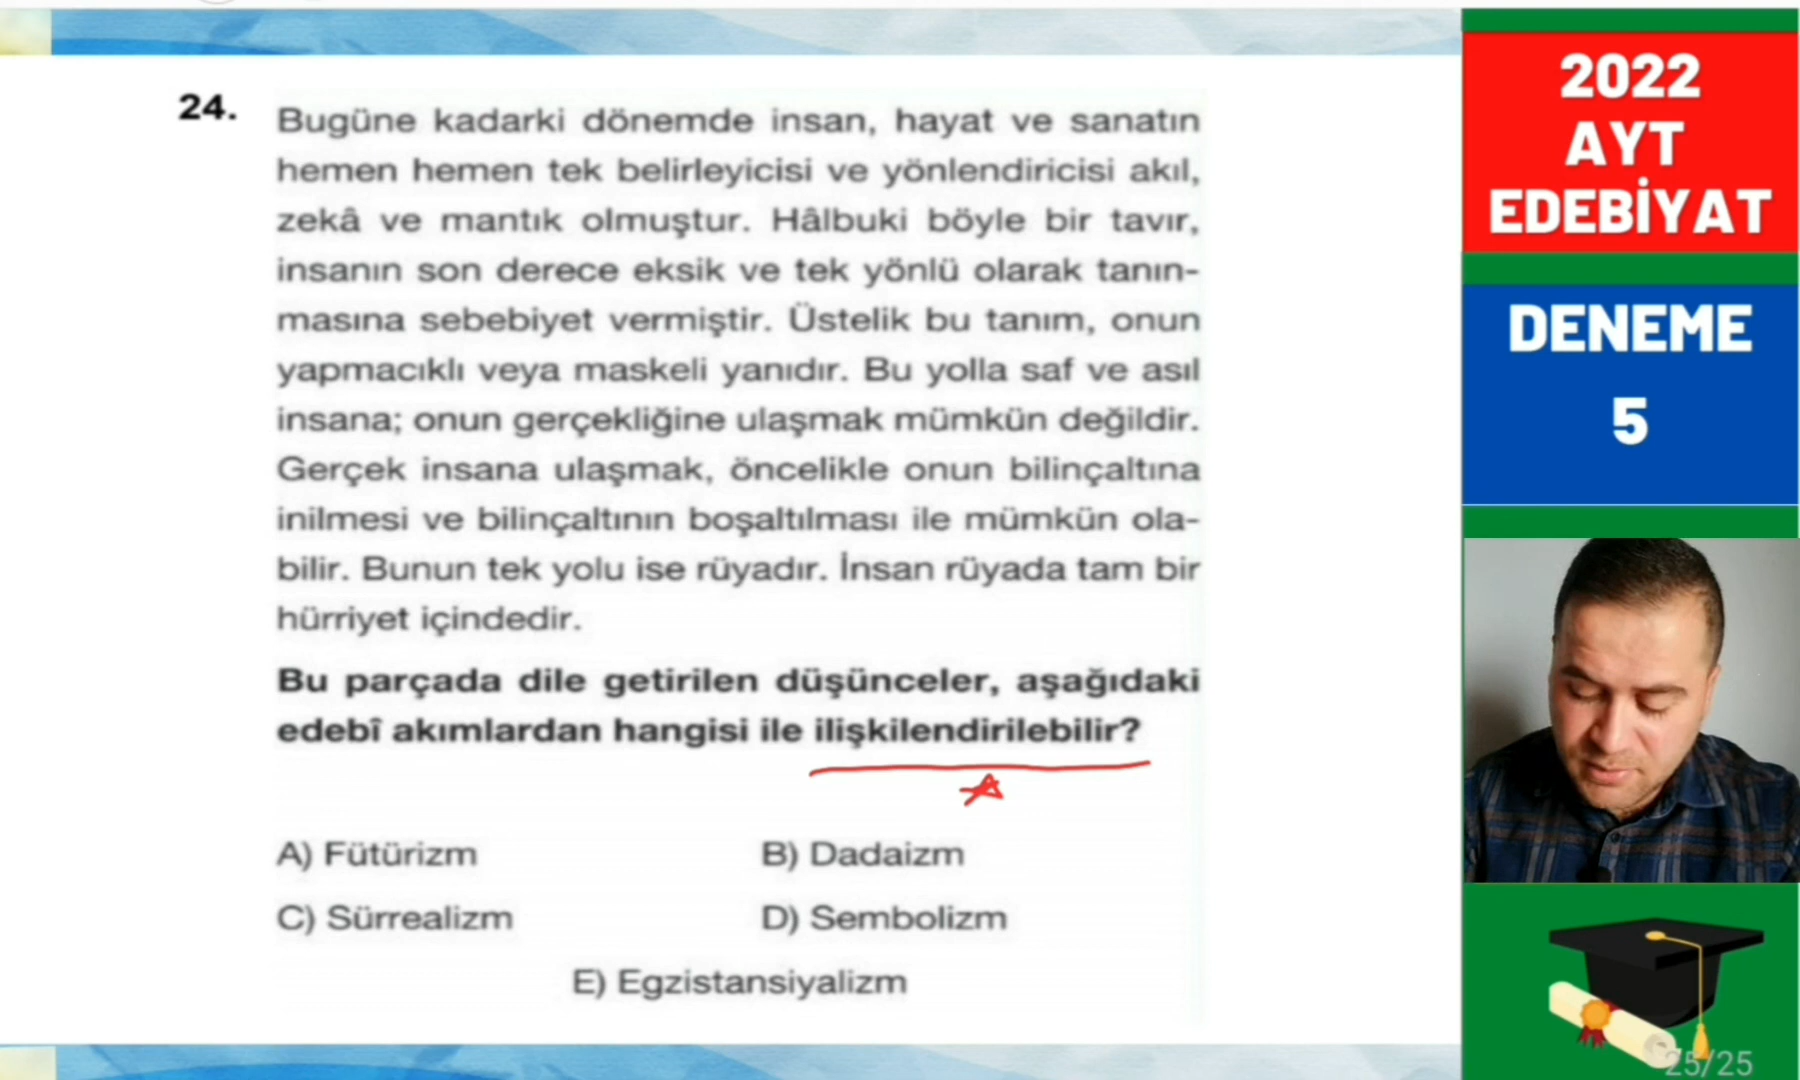 24.
Bugüne kadarki dönemde insan, hayat ve sanatın
hemen hemen tek belirleyicisi ve yönlendiricisi akıl,
zekâ ve mantık olmuştur. Hâlbuki böyle bir tavır,
insanın son derece eksik ve tek yönlü olarak tanın-
masına sebebiyet vermiştir. Üstelik bu tanım, onun
yapmacıklı veya maskeli yanıdır. Bu yolla saf ve asıl
insana; onun gerçekliğine ulaşmak mümkün değildir.
Gerçek insana ulaşmak, öncelikle onun bilinçaltına
inilmesi ve bilinçaltının boşaltılması ile mümkün ola-
bilir. Bunun tek yolu ise rüyadır. İnsan rüyada tam bir
hürriyet içindedir.
Bu parçada dile getirilen düşünceler, aşağıdaki
edebî akımlardan hangisi ile ilişkilendirilebilir?
A) Fütürizm
B) Dadaizm
C) Sürrealizm
D) Sembolizm
E) Egzistansiyalizm
2022
AYT
EDEBİYAT
DENEME
5
25/25